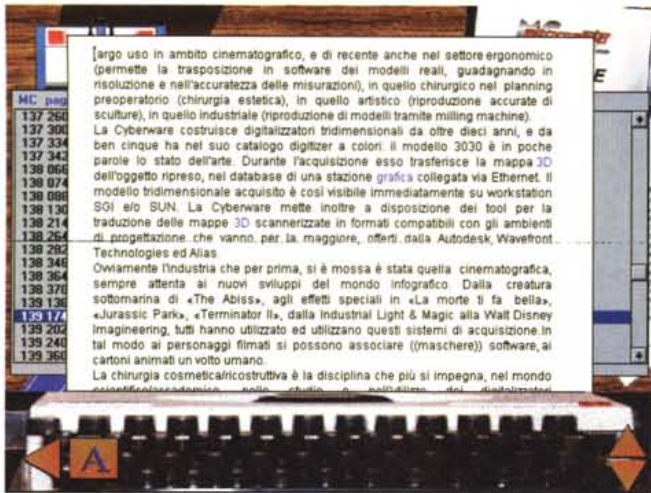 MC pag
137 260
137 300
137 334
137 342
138 066
138 074
138 088
138 130
138 214
138 264
138 282
138 346
138 364
138 370
139 136
139 174
139 202
139 240
139 360
[argo uso in ambito cinematografico, e di recente anche nel settore ergonomico
(permette la trasposizione in software dei modelli reali, guadagnando in
risoluzione e nell'accuratezza delle misurazioni), in quello chirurgico nel planning
preoperatorio (chirurgia estetica), in quello artistico (riproduzione accurate di
sculture), in quello industriale (riproduzione di modelli tramite milling machine).
La Cyberware costruisce digitalizzatori tridimensionali da oltre dieci anni, e da
ben cinque ha nel suo catalogo digitizer a colori: il modello 3030 è in poche
parole lo stato dell'arte. Durante l'acquisizione esso trasferisce la mappa 3D
dell'oggetto ripreso, nel database di una stazione grafica collegata via Ethernet. Il
modello tridimensionale acquisito è così visibile immediatamente su workstation
SGI e/o SUN. La Cyberware mette inoltre a disposizione dei tool per la
traduzione delle mappe 3D scannerizzate in formati compatibili con gli ambienti
di progettazione che vanno per la maggiore, offerti dalla Autodesk, Wavefront
Technologies ed Alias.
Ovviamente l'industria che per prima, si è mossa è stata quella cinematografica,
sempre attenta ai nuovi sviluppi del mondo infografico. Dalla creatura
sottomarina di «The Abiss», agli effetti speciali in «La morte ti fa bella»,
«Jurassic Park», «Terminator II», dalla Industrial Light & Magic alla Walt Disney
Imagineering, tutti hanno utilizzato ed utilizzano questi sistemi di acquisizione.In
tal modo ai personaggi filmati si possono associare ((maschere)) software, ai
cartoni animati un volto umano.
La chirurgia cosmetica/ricostruttiva è la disciplina che più si impegna, nel mondo
scientifico/accademico, nello studio e nell'utilizzo dei digitalizzatori
A